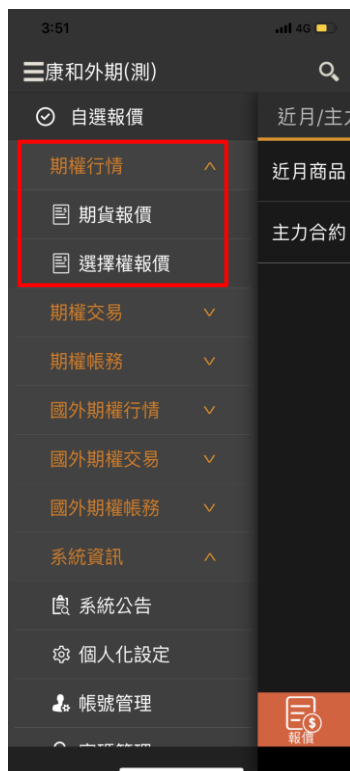 3:51
4G
康和外期(測)
自選報價
近月/主
期權行情
近月商品
期貨報價
主力合約
選擇權報價
期權交易
期權帳務
國外期權行情
國外期權交易
國外期權帳務
系統資訊
系統公告
個人化設定
帳號管理
報價